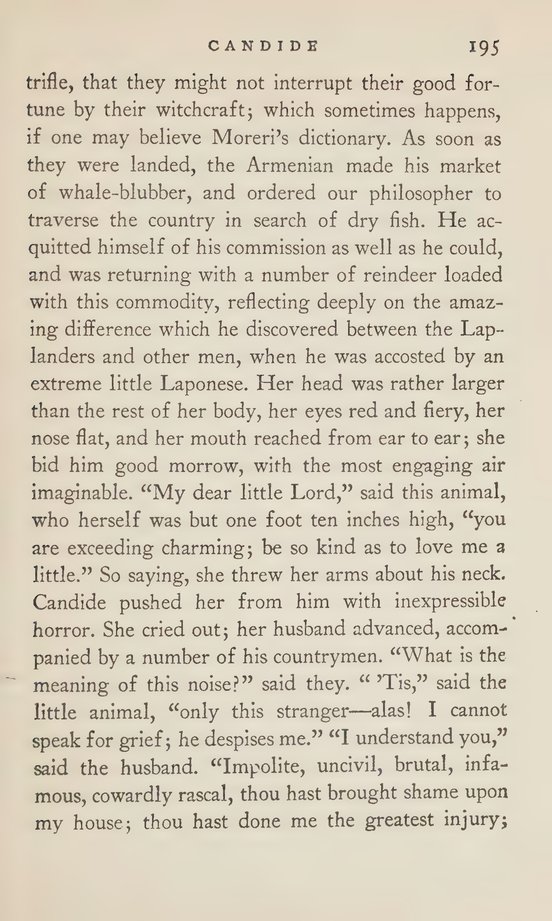 CANDIDE 195
trifle, that they might not interrupt their good for-
tune by their witchcraft; which sometimes happens,
if one may believe Moreri's dictionary. As soon as
they were landed, the Armenian made his market
of whale-blubber, and ordered our philosopher to
traverse the country in search of dry fish. He ac-
quitted himself of his commission as well as he could,
and was returning with a number of reindeer loaded
with this commodity, reflecting deeply on the amaz-
ing difference which he discovered between the Lap-
landers and other men, when he was accosted by an
extreme little Laponese. Her head was rather larger
than the rest of her body, her eyes red and fiery, her
nose flat, and her mouth reached from ear to ear; she
bid him good morrow, with the most engaging air
imaginable. “My dear little Lord,” said this animal,
who herself was but one foot ten inches high, “you
are exceeding charming; be so kind as to love me a
little.” So saying, she threw her arms about his neck.
Candide pushed her from him with inexpressible
horror. She cried out; her husband advanced, accom-
panied by a number of his countrymen. “What is the
meaning of this noise?” said they. “ ’Tis,” said the
little animal, “only this stranger—alas! I cannot
speak for grief; he despises me.” “I understand you,”
said the husband. “Impolite, uncivil, brutal, infa-
mous, cowardly rascal, thou hast brought shame upon
my house; thou hast done me the greatest injury;